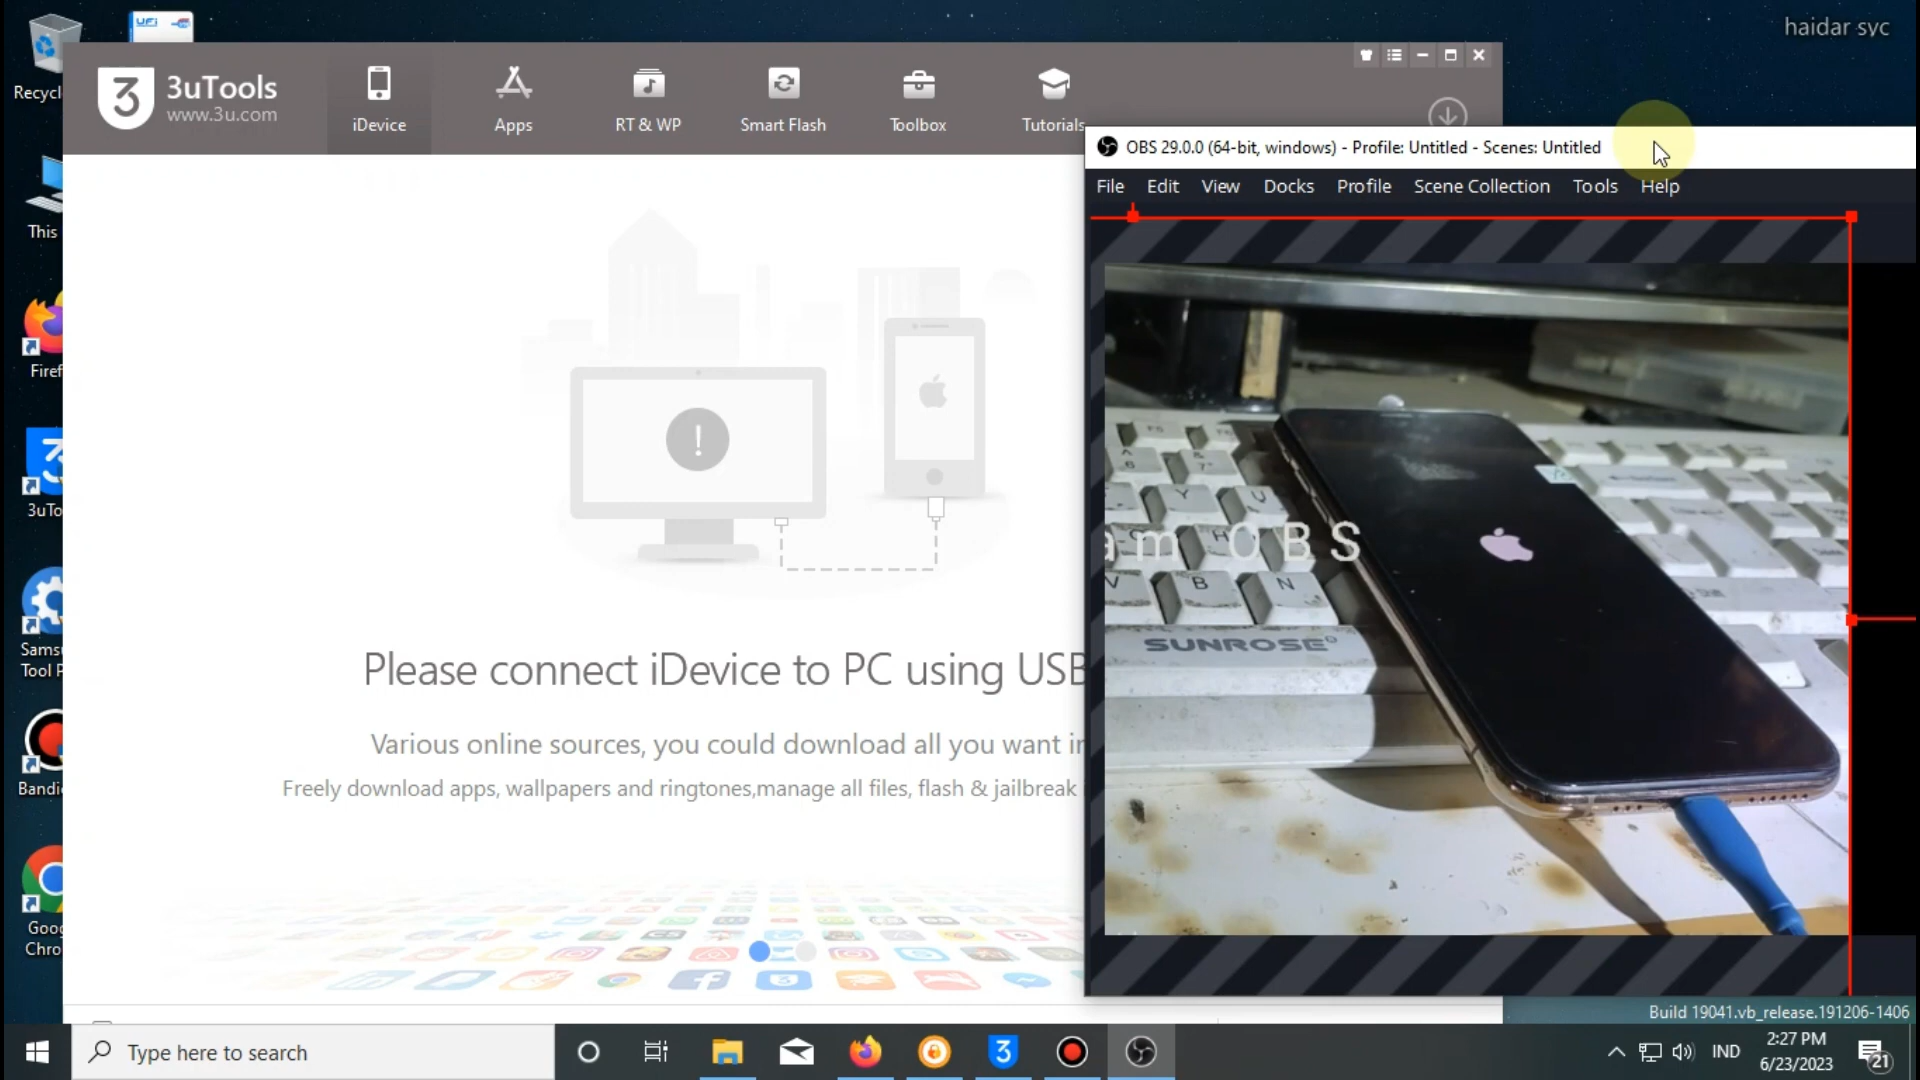 haidar syc
Recycl
3uTools
www.3u.com
iDevice
Apps
RT & WP
Smart Flash
Toolbox
Tutorials
OBS 29.0.0 (64-bit, windows) - Profile: Untitled - Scenes: Untitled
File Edit View Docks Profile Scene Collection Tools Help
This
Firef
3uTo
Sams
Tool P
Bandi
Goo
Chro
am OBS
SUNROSE
Y U
V B N
Please connect iDevice to PC using USB
Various online sources, you could download all you want i
Freely download apps, wallpapers and ringtones,manage all files, flash & jailbreak
Build 19041.vb_release.191206-1406
Type here to search
IND
2:27 PM
6/23/2023
21